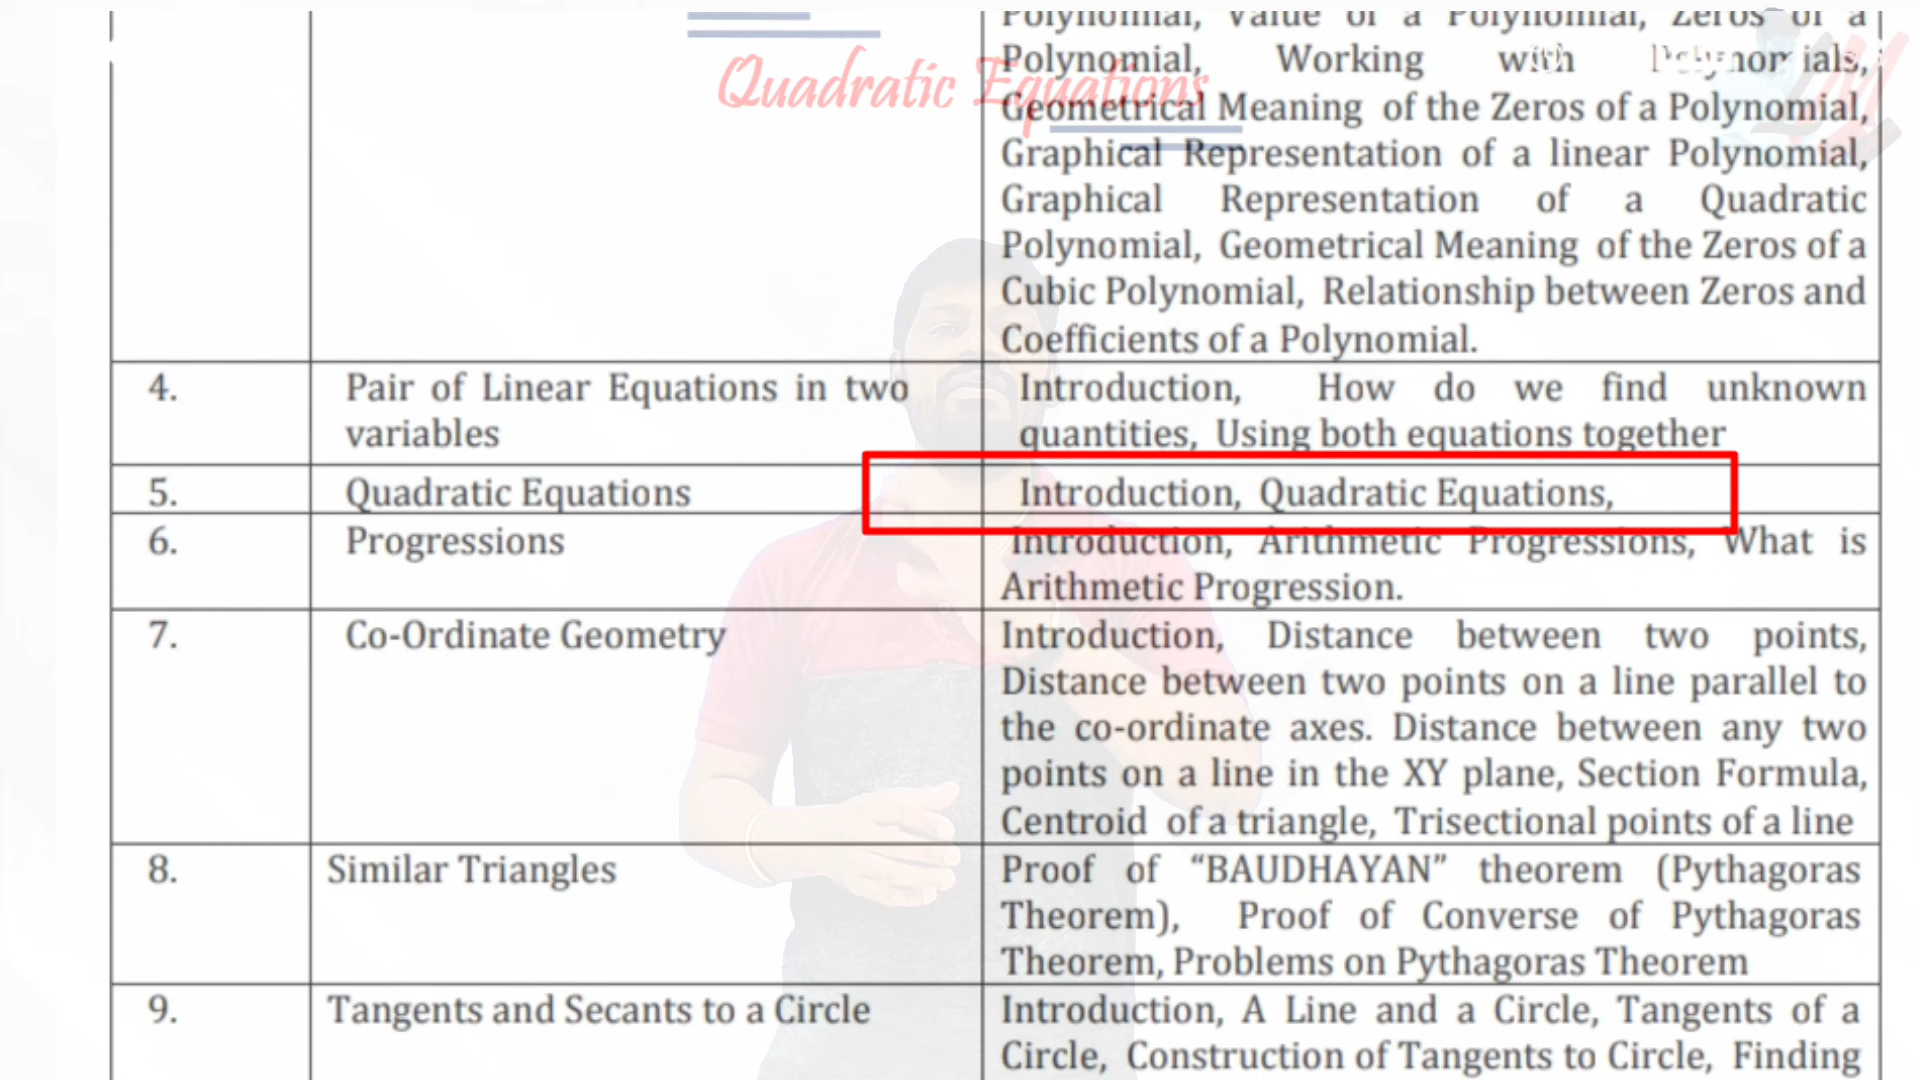 Polynomial, Value of a Polynomial, Zeros of a
Quadratic Equations
Polynomial, Working with Polynomials,
Geometrical Meaning of the Zeros of a Polynomial,
Graphical Representation of a linear Polynomial,
Graphical Representation of a Quadratic
Polynomial, Geometrical Meaning of the Zeros of a
Cubic Polynomial, Relationship between Zeros and
Coefficients of a Polynomial.
4. Pair of Linear Equations in two
variables
Introduction, How do we find unknown
quantities, Using both equations together
5. Quadratic Equations
Introduction, Quadratic Equations,
6. Progressions
Introduction, Arithmetic Progressions, What is
Arithmetic Progression.
7. Co-Ordinate Geometry
Introduction, Distance between two points,
Distance between two points on a line parallel to
the co-ordinate axes. Distance between any two
points on a line in the XY plane, Section Formula,
Centroid of a triangle, Trisectional points of a line
8. Similar Triangles
Proof of “BAUDHAYAN” theorem (Pythagoras
Theorem), Proof of Converse of Pythagoras
Theorem, Problems on Pythagoras Theorem
9. Tangents and Secants to a Circle
Introduction, A Line and a Circle, Tangents of a
Circle, Construction of Tangents to Circle, Finding